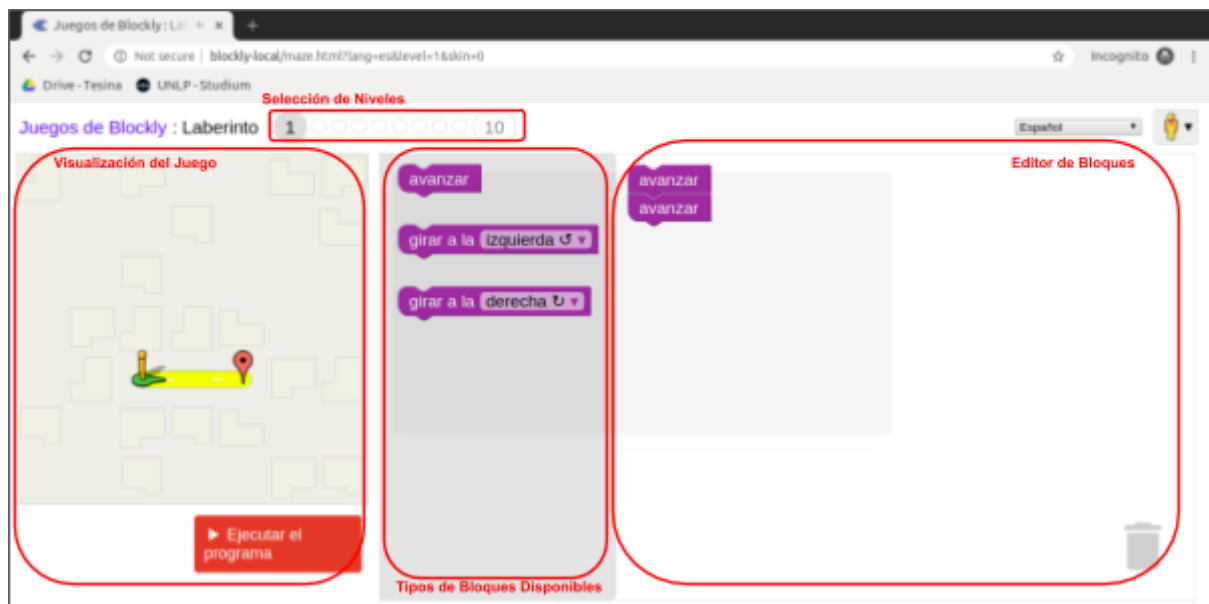 Juegos de Blockly : La
Not secure | blockly-local/maze.html?lang=es&level=1&skin=0
Incognito
Drive-Tesina UNLP-Studium
Selección de Niveles
Juegos de Blockly : Laberinto 1 10 Español
Visualización del Juego
Editor de Bloques
avanzar
avanzar
avanzar
girar a la izquierda ↺
girar a la derecha ↻
Ejecutar el
programa
Tipos de Bloques Disponibles